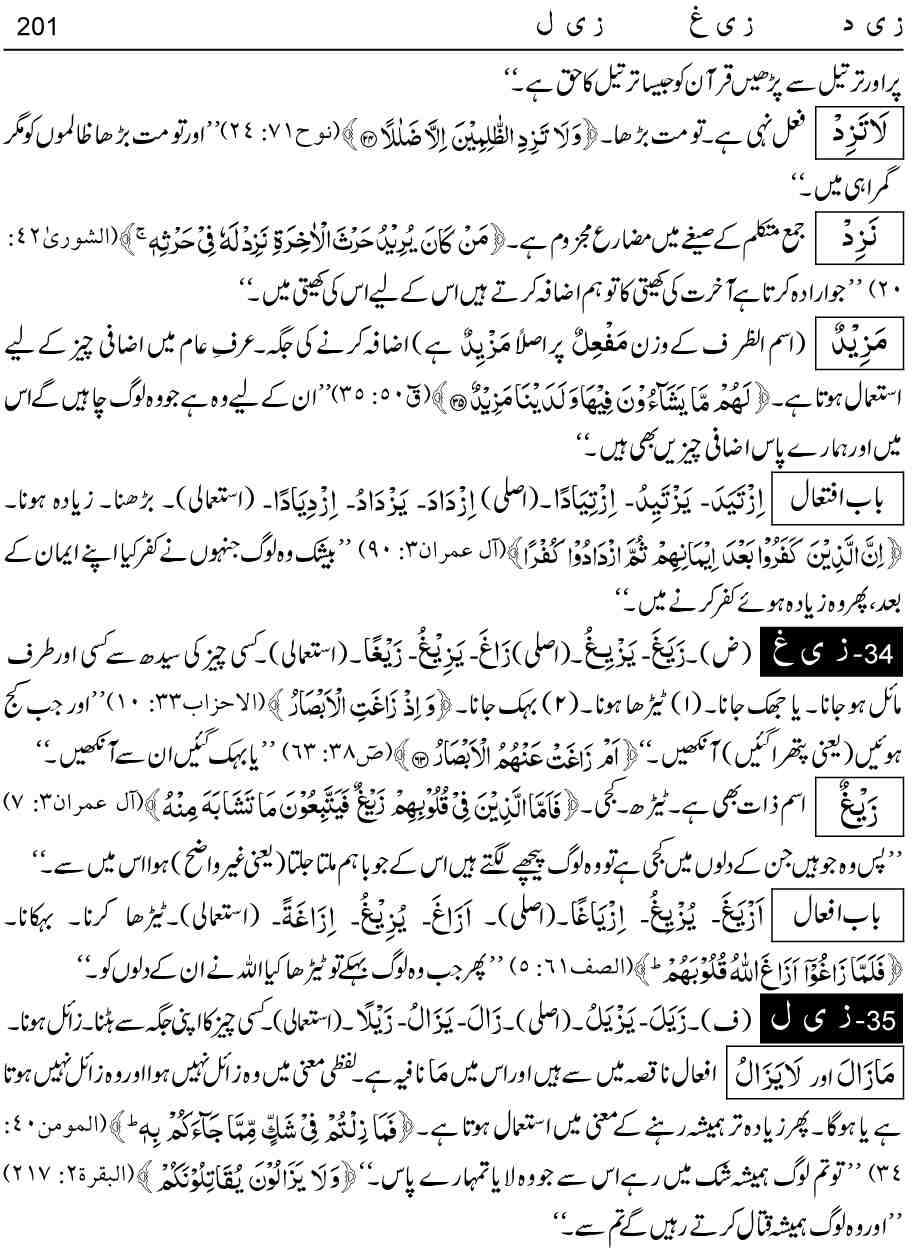 ز ی د ز ی غ ز ی ل 201
پر اور ترتیل سے پڑھیں قرآن کو جیسا ترتیل کا حق ہے۔‘‘
لَا تَزِدْ فعل نہی ہے۔ تو مت بڑھا۔ ﴿وَلَا تَزِدِ الظّٰلِمِيْنَ اِلَّا ضَلٰلًا ﴿۲۴﴾﴾ (نوح۷۱: ۲۴) ’’اور تو مت بڑھا ظالموں کو مگر
گمراہی میں۔‘‘
نَزِدْ جمع متکلم کے صیغے میں مضارع مجزوم ہے۔ ﴿مَنْ كَانَ يُرِيْدُ حَرْثَ الْاٰخِرَةِ نَزِدْ لَهٗ فِيْ حَرْثِهٖ ۚ﴾ (الشوریٰ۴۲:
۲۰) ’’جو ارادہ کرتا ہے آخرت کی کھیتی کا تو ہم اضافہ کرتے ہیں اس کے لیے اس کی کھیتی میں۔‘‘
مَزِيْدٌ (اسم الظرف کے وزن مَفْعِلٌ پر اصلاً مَزْيِدٌ ہے) اضافہ کرنے کی جگہ۔ عرفِ عام میں اضافی چیز کے لیے
استعمال ہوتا ہے۔ ﴿لَهُمْ مَّا يَشَآءُوْنَ فِيْهَا وَلَدَيْنَا مَزِيْدٌ ﴿۳۵﴾﴾ (قٓ۵۰: ۳۵) ’’ان کے لیے وہ ہے جو وہ لوگ چاہیں گے اس
میں اور ہمارے پاس اضافی چیزیں بھی ہیں۔‘‘
باب افتعال اِزْتَيَدَ۔ يَزْتَيِدُ۔ اِزْتِيَادًا۔ (اصلی) اِزْدَادَ۔ يَزْدَادُ۔ اِزْدِيَادًا۔ (استعمالی)۔ بڑھنا۔ زیادہ ہونا۔
﴿اِنَّ الَّذِيْنَ كَفَرُوْا بَعْدَ اِيْمَانِهِمْ ثُمَّ ازْدَادُوْا كُفْرًا﴾ (آل عمران۳: ۹۰) ’’بیشک وہ لوگ جنہوں نے کفر کیا اپنے ایمان کے
بعد، پھر وہ زیادہ ہوئے کفر کرنے میں۔‘‘
34- ز ی غ (ض)۔ زَيَغَ۔ يَزْيِغُ۔ (اصلی) زَاغَ۔ يَزِيْغُ۔ زَيْغًا۔ (استعمالی)۔ کسی چیز کی سیدھ سے کسی اور طرف
مائل ہو جانا۔ یا جھک جانا۔ (۱) ٹیڑھا ہونا۔ (۲) بہک جانا۔ ﴿وَاِذْ زَاغَتِ الْاَبْصَارُ﴾ (الاحزاب۳۳: ۱۰) ’’اور جب کج
ہوئیں (یعنی پتھرا گئیں) آنکھیں۔‘‘ ﴿اَمْ زَاغَتْ عَنْهُمُ الْاَبْصَارُ ﴿۶۳﴾﴾ (صٓ۳۸: ۶۳) ’’یا بہک گئیں ان سے آنکھیں۔‘‘
زَيْغٌ اسم ذات بھی ہے۔ ٹیڑھ۔ کجی۔ ﴿فَاَمَّا الَّذِيْنَ فِيْ قُلُوْبِهِمْ زَيْغٌ فَيَتَّبِعُوْنَ مَا تَشَابَهَ مِنْهُ﴾ (آل عمران۳: ۷)
’’پس وہ جو ہیں جن کے دلوں میں کجی ہے تو وہ لوگ پیچھے لگتے ہیں اس کے جو باہم ملتا جلتا (یعنی غیر واضح) ہوا اس میں سے۔‘‘
باب افعال اَزْيَغَ۔ يُزْيِغُ۔ اِزْيَاغًا۔ (اصلی)۔ اَزَاغَ۔ يُزِيْغُ۔ اِزَاغَةً۔ (استعمالی)۔ ٹیڑھا کرنا۔ بہکانا۔
﴿فَلَمَّا زَاغُوْٓا اَزَاغَ اللّٰهُ قُلُوْبَهُمْ ؕ﴾ (الصف۶۱: ۵) ’’پھر جب وہ لوگ بہکے تو ٹیڑھا کیا اللہ نے ان کے دلوں کو۔‘‘
35- ز ی ل (ف)۔ زَيَلَ۔ يَزْيَلُ۔ (اصلی)۔ زَالَ۔ يَزَالُ۔ زَيْلًا۔ (استعمالی)۔ کسی چیز کا اپنی جگہ سے ہٹنا۔ زائل ہونا۔
مَازَالَ اور لَايَزَالُ افعال ناقصہ میں سے ہیں اور اس میں مَا نافیہ ہے۔ لفظی معنی میں وہ زائل نہیں ہوا اور وہ زائل نہیں ہوتا
ہے یا ہوگا۔ پھر زیادہ تر ہمیشہ رہنے کے معنی میں استعمال ہوتا ہے۔ ﴿فَمَا زِلْتُمْ فِيْ شَكٍّ مِّمَّا جَآءَكُمْ بِهٖ ؕ﴾ (المومن۴۰:
۳۴) ’’تو تم لوگ ہمیشہ شک میں رہے اس سے جو وہ لایا تمہارے پاس۔‘‘ ﴿وَلَا يَزَالُوْنَ يُقَاتِلُوْنَكُمْ﴾ (البقرۃ۲: ۲۱۷)
’’اور وہ لوگ ہمیشہ قتال کرتے رہیں گے تم سے۔‘‘